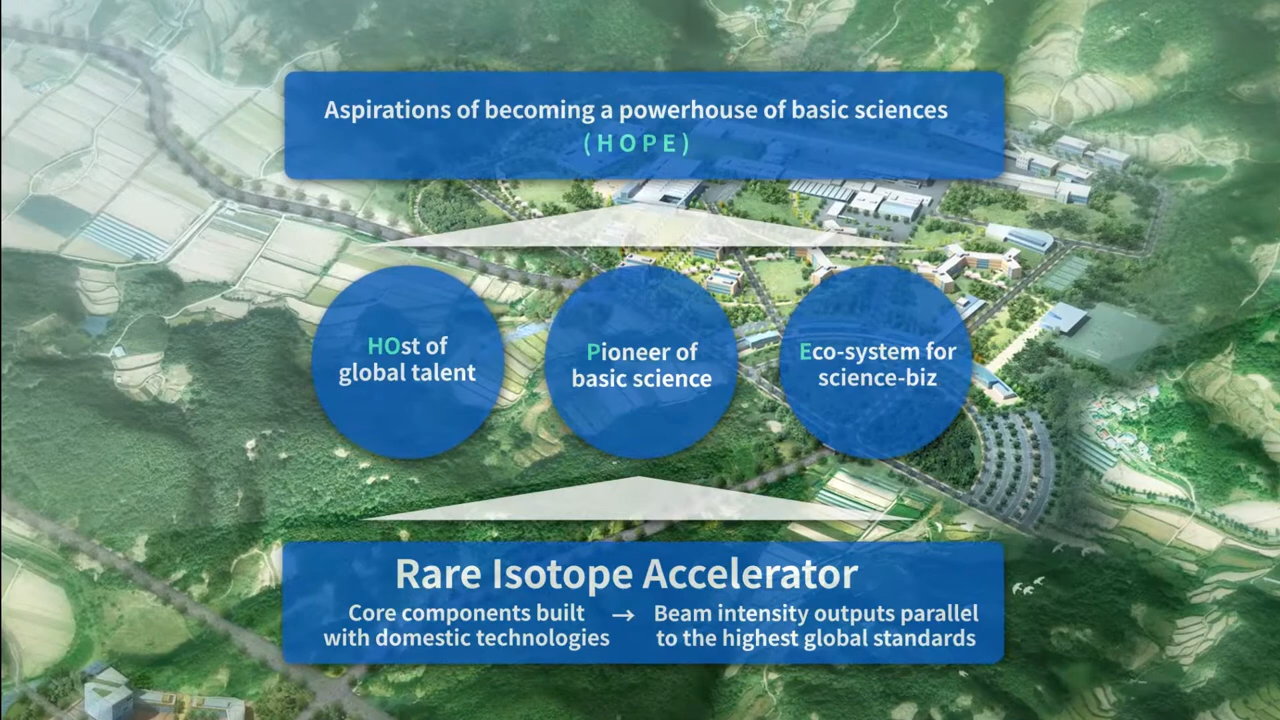 Aspirations of becoming a powerhouse of basic sciences
(HOPE)
HOst of
global talent
Pioneer of
basic science
Eco-system for
science-biz
Rare Isotope Accelerator
Core components built
with domestic technologies
→
Beam intensity outputs parallel
to the highest global standards